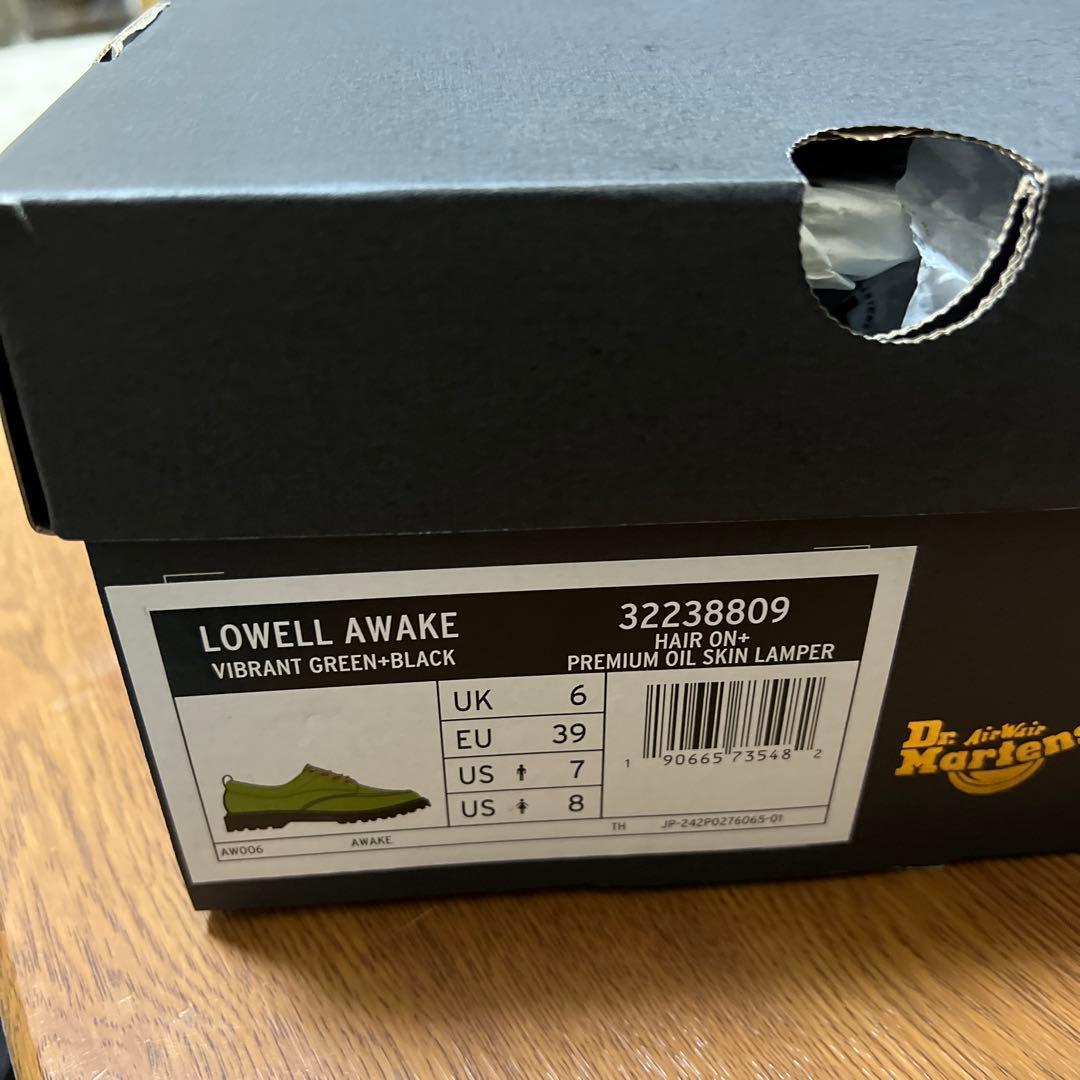 LOWELL AWAKE
VIBRANT GREEN+BLACK
32238809
HAIR ON+
PREMIUM OIL SKIN LAMPER
UK 6
EU 39
US 7
US 8
1 90665 73548 2
AW006 AWAKE
TH JP-242P0276065-01
Dr. AirWair
Martens